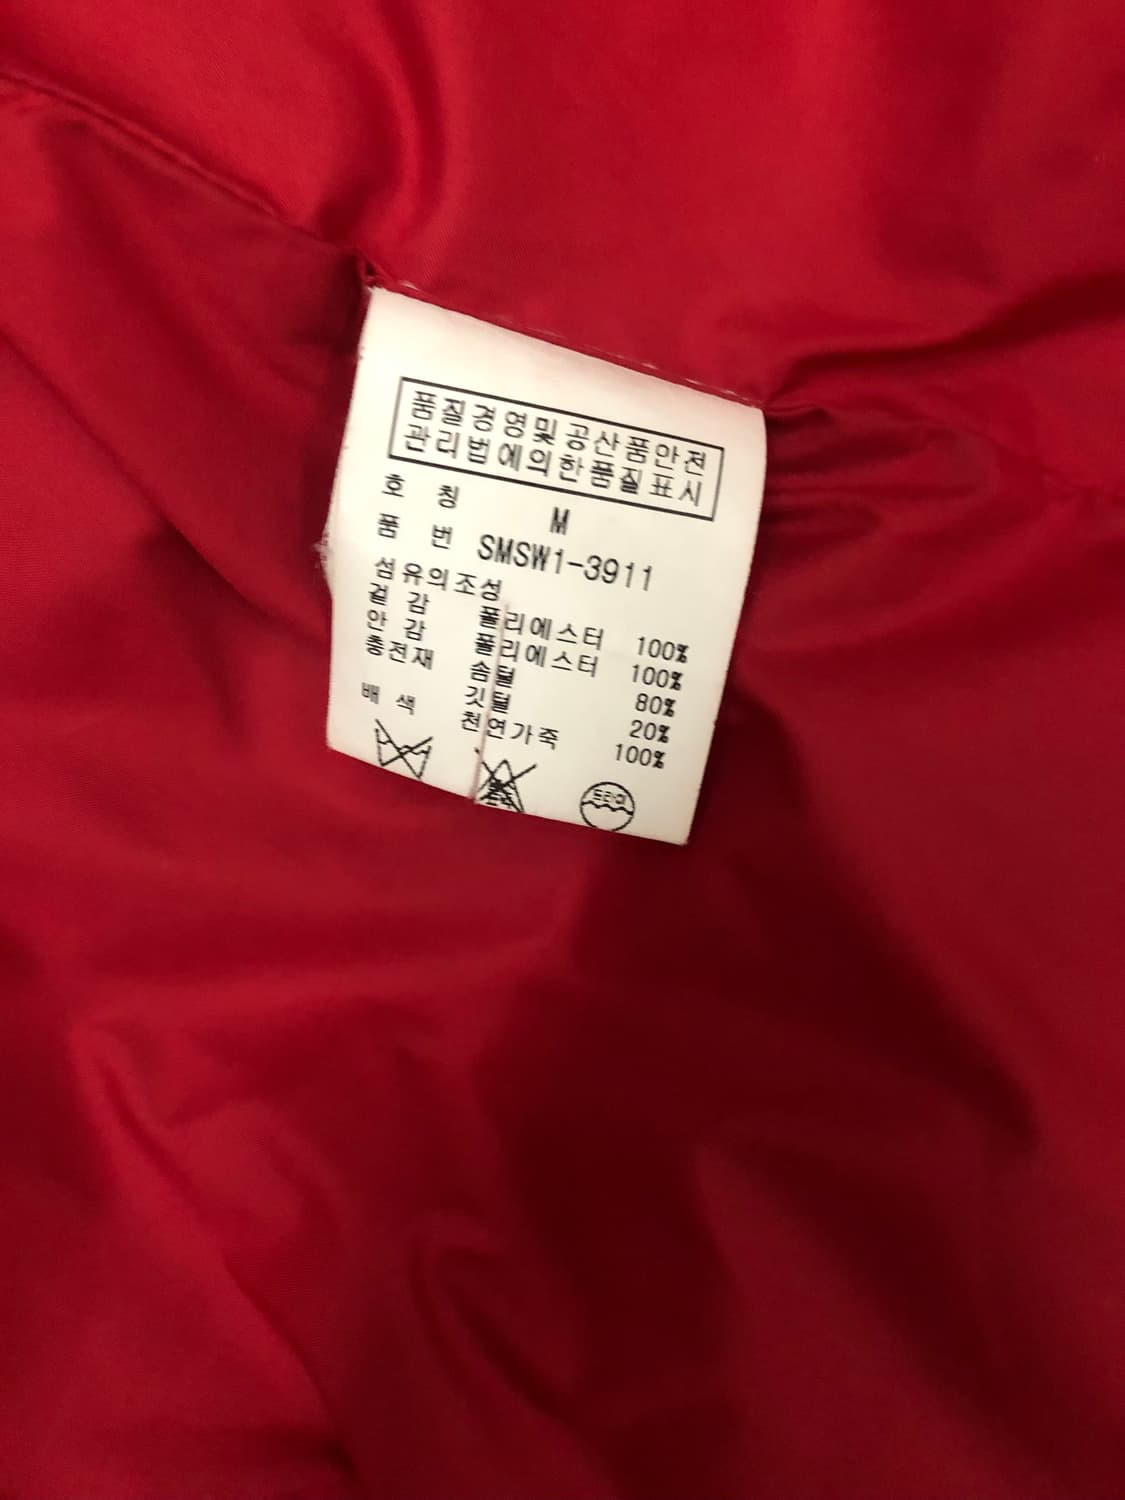 품질경영및공산품안전
관리법에의한품질표시
호 칭 M
품 번 SMSW1-3911
섬유의조성
겉 감 폴리에스터 100%
안 감 폴리에스터 100%
충전재 솜털 80%
깃털 20%
배 색 천연가죽 100%
드라이